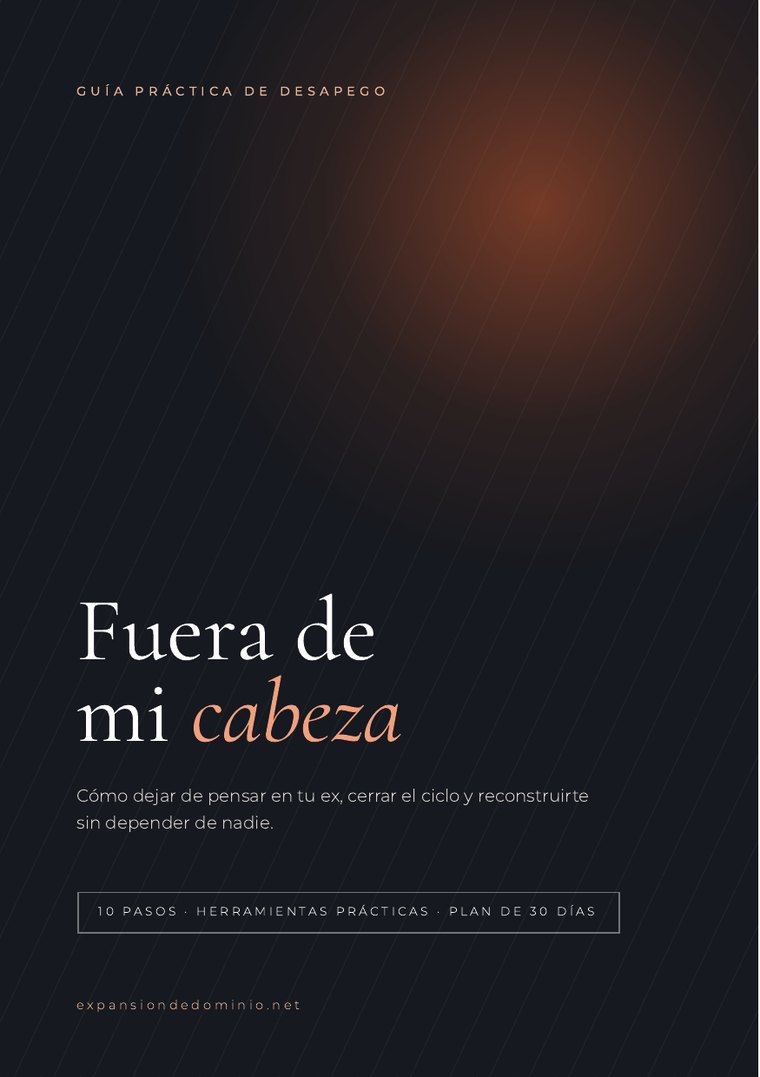 GUÍA PRÁCTICA DE DESAPEGO
Fuera de
mi cabeza
Cómo dejar de pensar en tu ex, cerrar el ciclo y reconstruirte
sin depender de nadie.
10 PASOS · HERRAMIENTAS PRÁCTICAS · PLAN DE 30 DÍAS
expansiondedominio.net